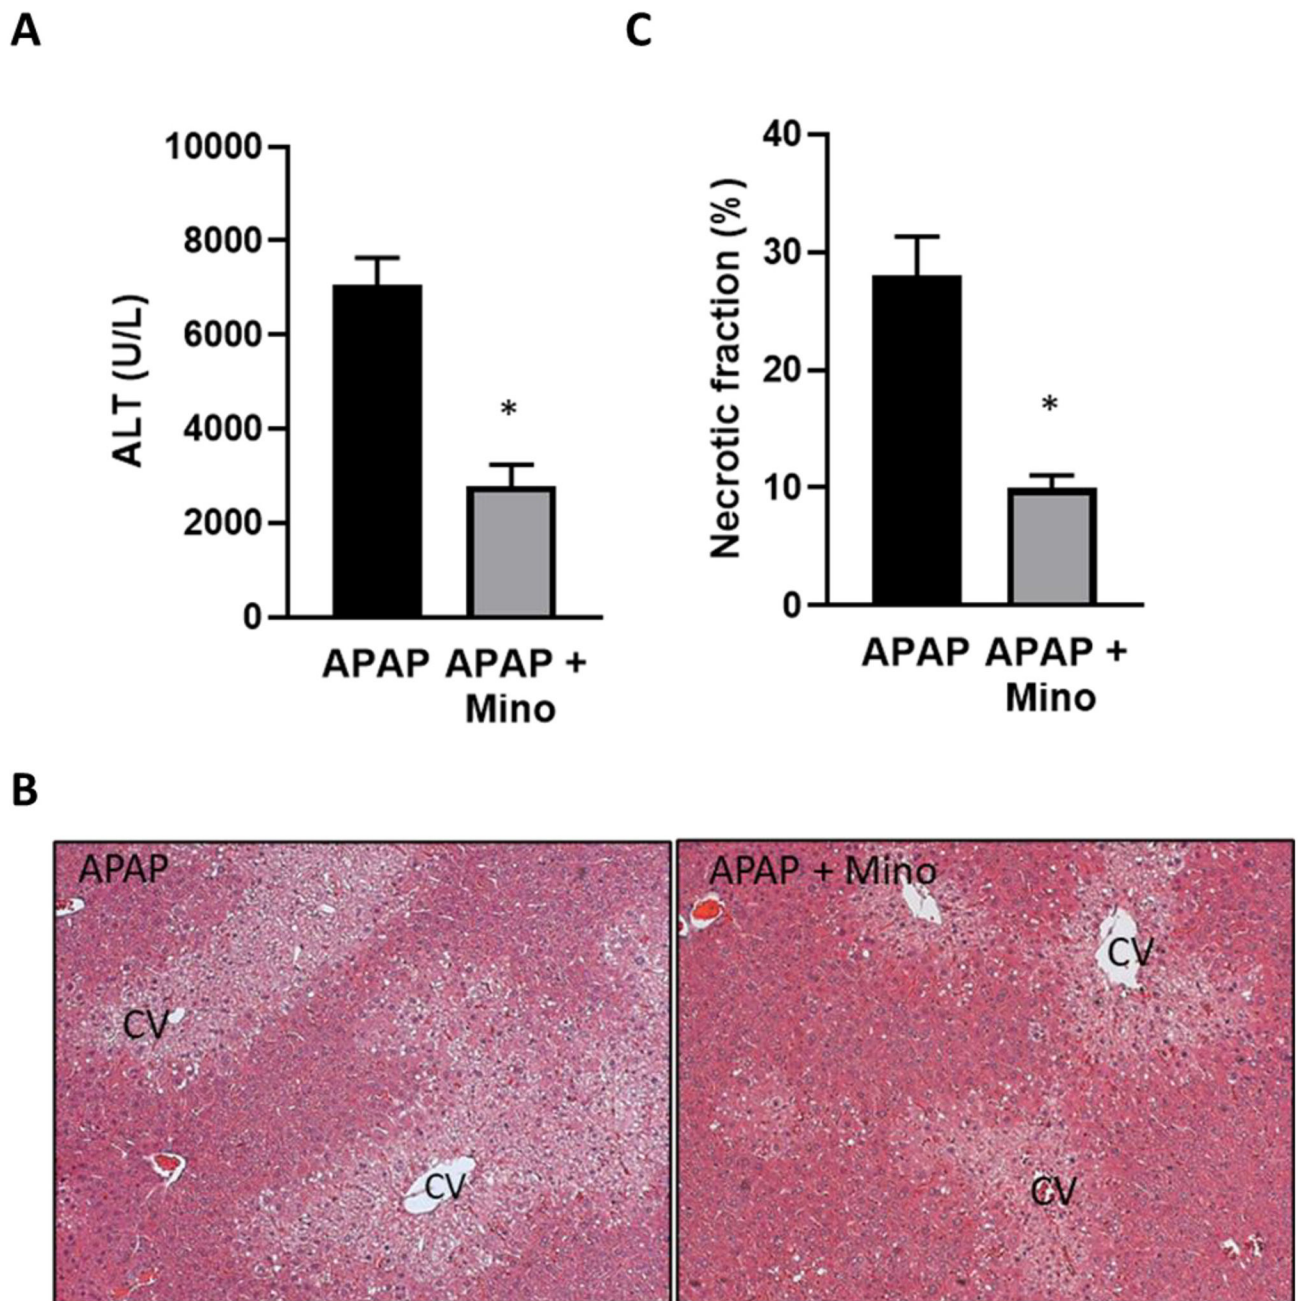 A
C
10000
8000
6000
4000
2000
0
ALT (U/L)
*
APAP
APAP +
Mino
40
30
20
10
0
Necrotic fraction (%)
*
APAP
APAP +
Mino
B
APAP
CV
CV
APAP + Mino
CV
CV